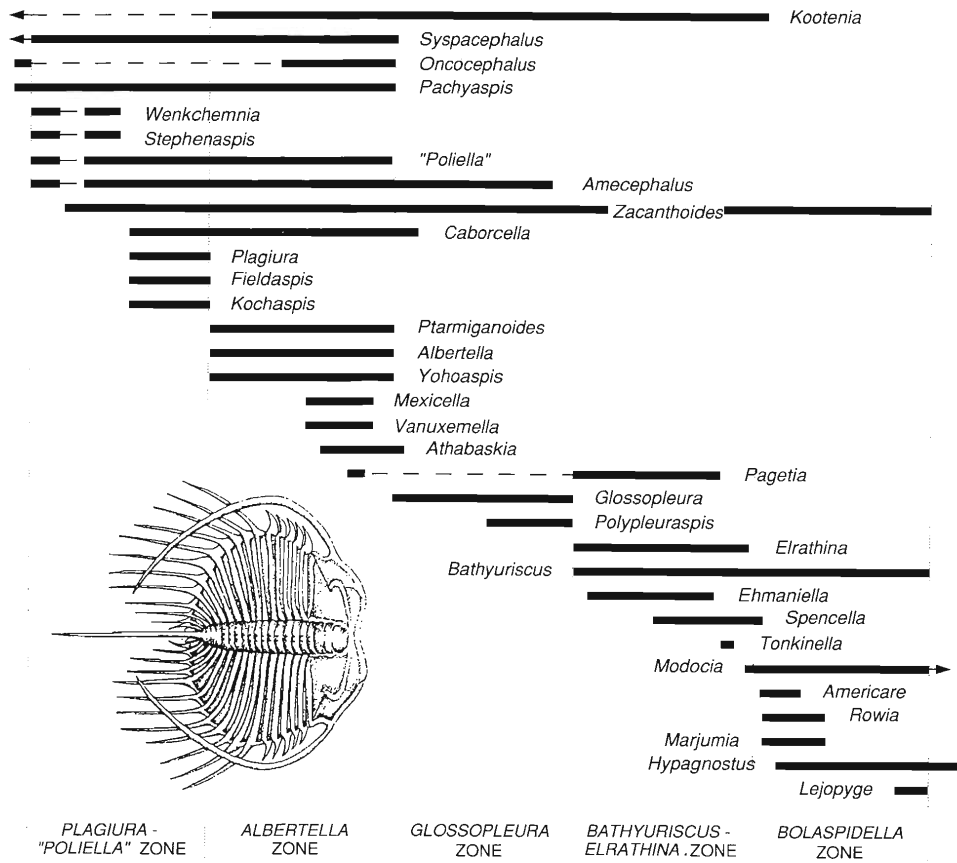 Kootenia
Syspacephalus
Oncocephalus
Pachyaspis
Wenkchemnia
Stephenaspis
"Poliella"
Amecephalus
Zacanthoides
Caborcella
Plagiura
Fieldaspis
Kochaspis
Ptarmiganoides
Albertella
Yohoaspis
Mexicella
Vanuxemella
Athabaskia
Pagetia
Glossopleura
Polypleuraspis
Elrathina
Bathyuriscus
Ehmaniella
Spencella
Tonkinella
Modocia
Americare
Rowia
Marjumia
Hypagnostus
Lejopyge
PLAGIURA -
"POLIELLA" ZONE
ALBERTELLA
ZONE
GLOSSOPLEURA
ZONE
BATHYURISCUS -
ELRATHINA . ZONE
BOLASPIDELLA
ZONE